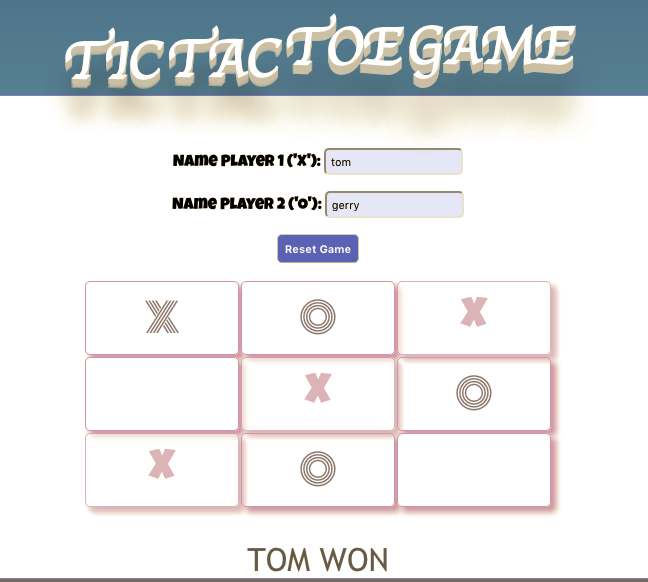 TIC TAC TOE GAME
Name Player 1 ('X'): tom
Name Player 2 ('O'): gerry
Reset Game
X O X
X O
X O
TOM WON